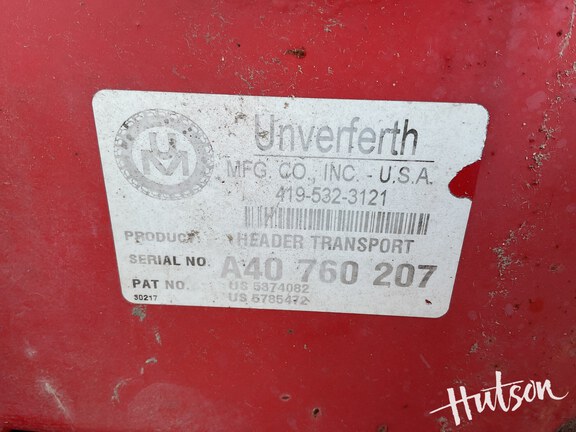 UM
Unverferth
MFG. CO., INC. - U.S.A.
419-532-3121
PRODUCT: HEADER TRANSPORT
SERIAL NO. A40 760 207
PAT NO. US 5374082
30217 US 5785472
Hutson